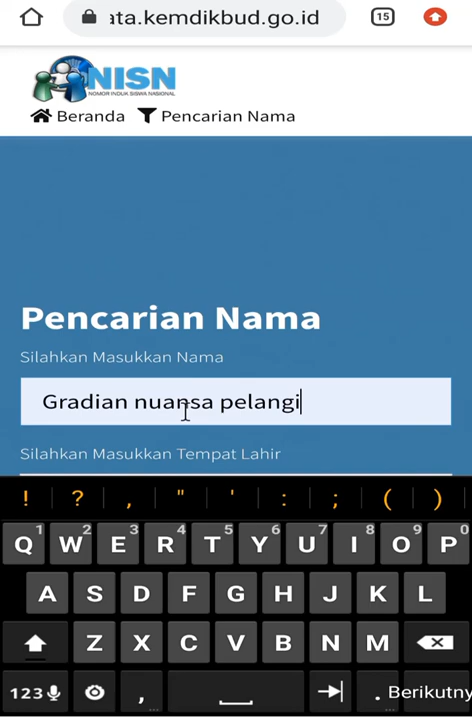 ata.kemdikbud.go.id
15
NISN
NOMOR INDUK SISWA NASIONAL
Beranda Pencarian Nama
Pencarian Nama
Silahkan Masukkan Nama
Gradian nuansa pelangi
Silahkan Masukkan Tempat Lahir
! ? , " ' : ; ( )
1 2 3 4 5 6 7 8 9 0
Q W E R T Y U I O P
A S D F G H J K L
Z X C V B N M
123 , . Berikutny